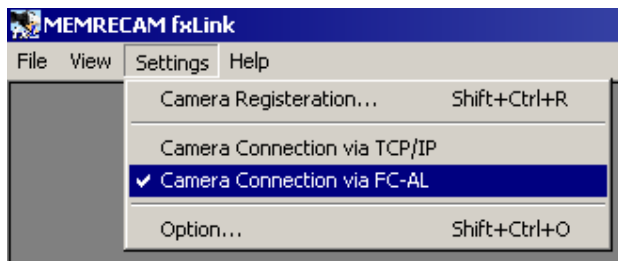 MEMRECAM fxLink
File View Settings Help
Camera Registeration... Shift+Ctrl+R
Camera Connection via TCP/IP
✔ Camera Connection via FC-AL
Option... Shift+Ctrl+O